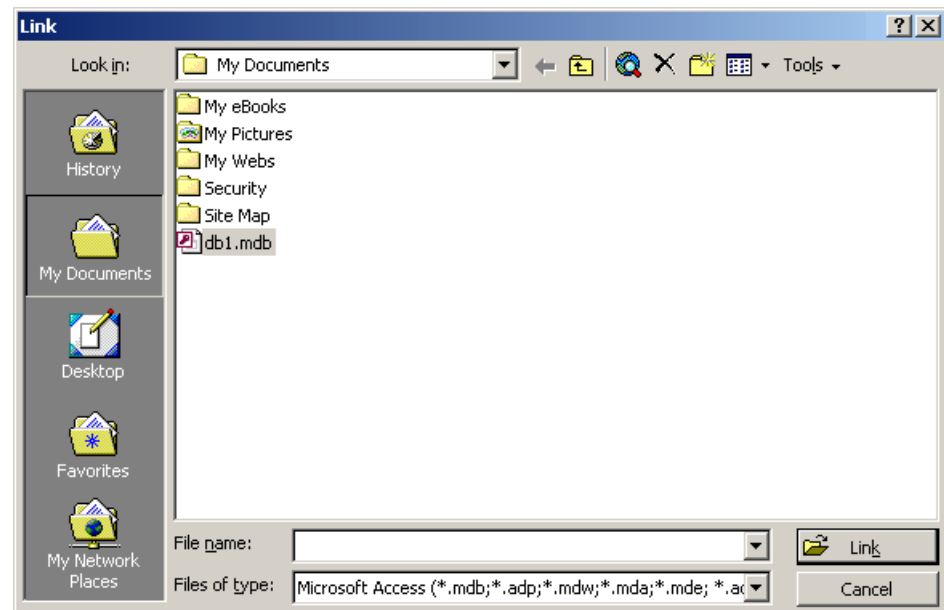 Link
Look in: My Documents Tools
My eBooks
My Pictures
My Webs
Security
Site Map
db1.mdb
History
My Documents
Desktop
Favorites
My Network
Places
File name: Link
Files of type: Microsoft Access (*.mdb;*.adp;*.mdw;*.mda;*.mde; *.ac Cancel